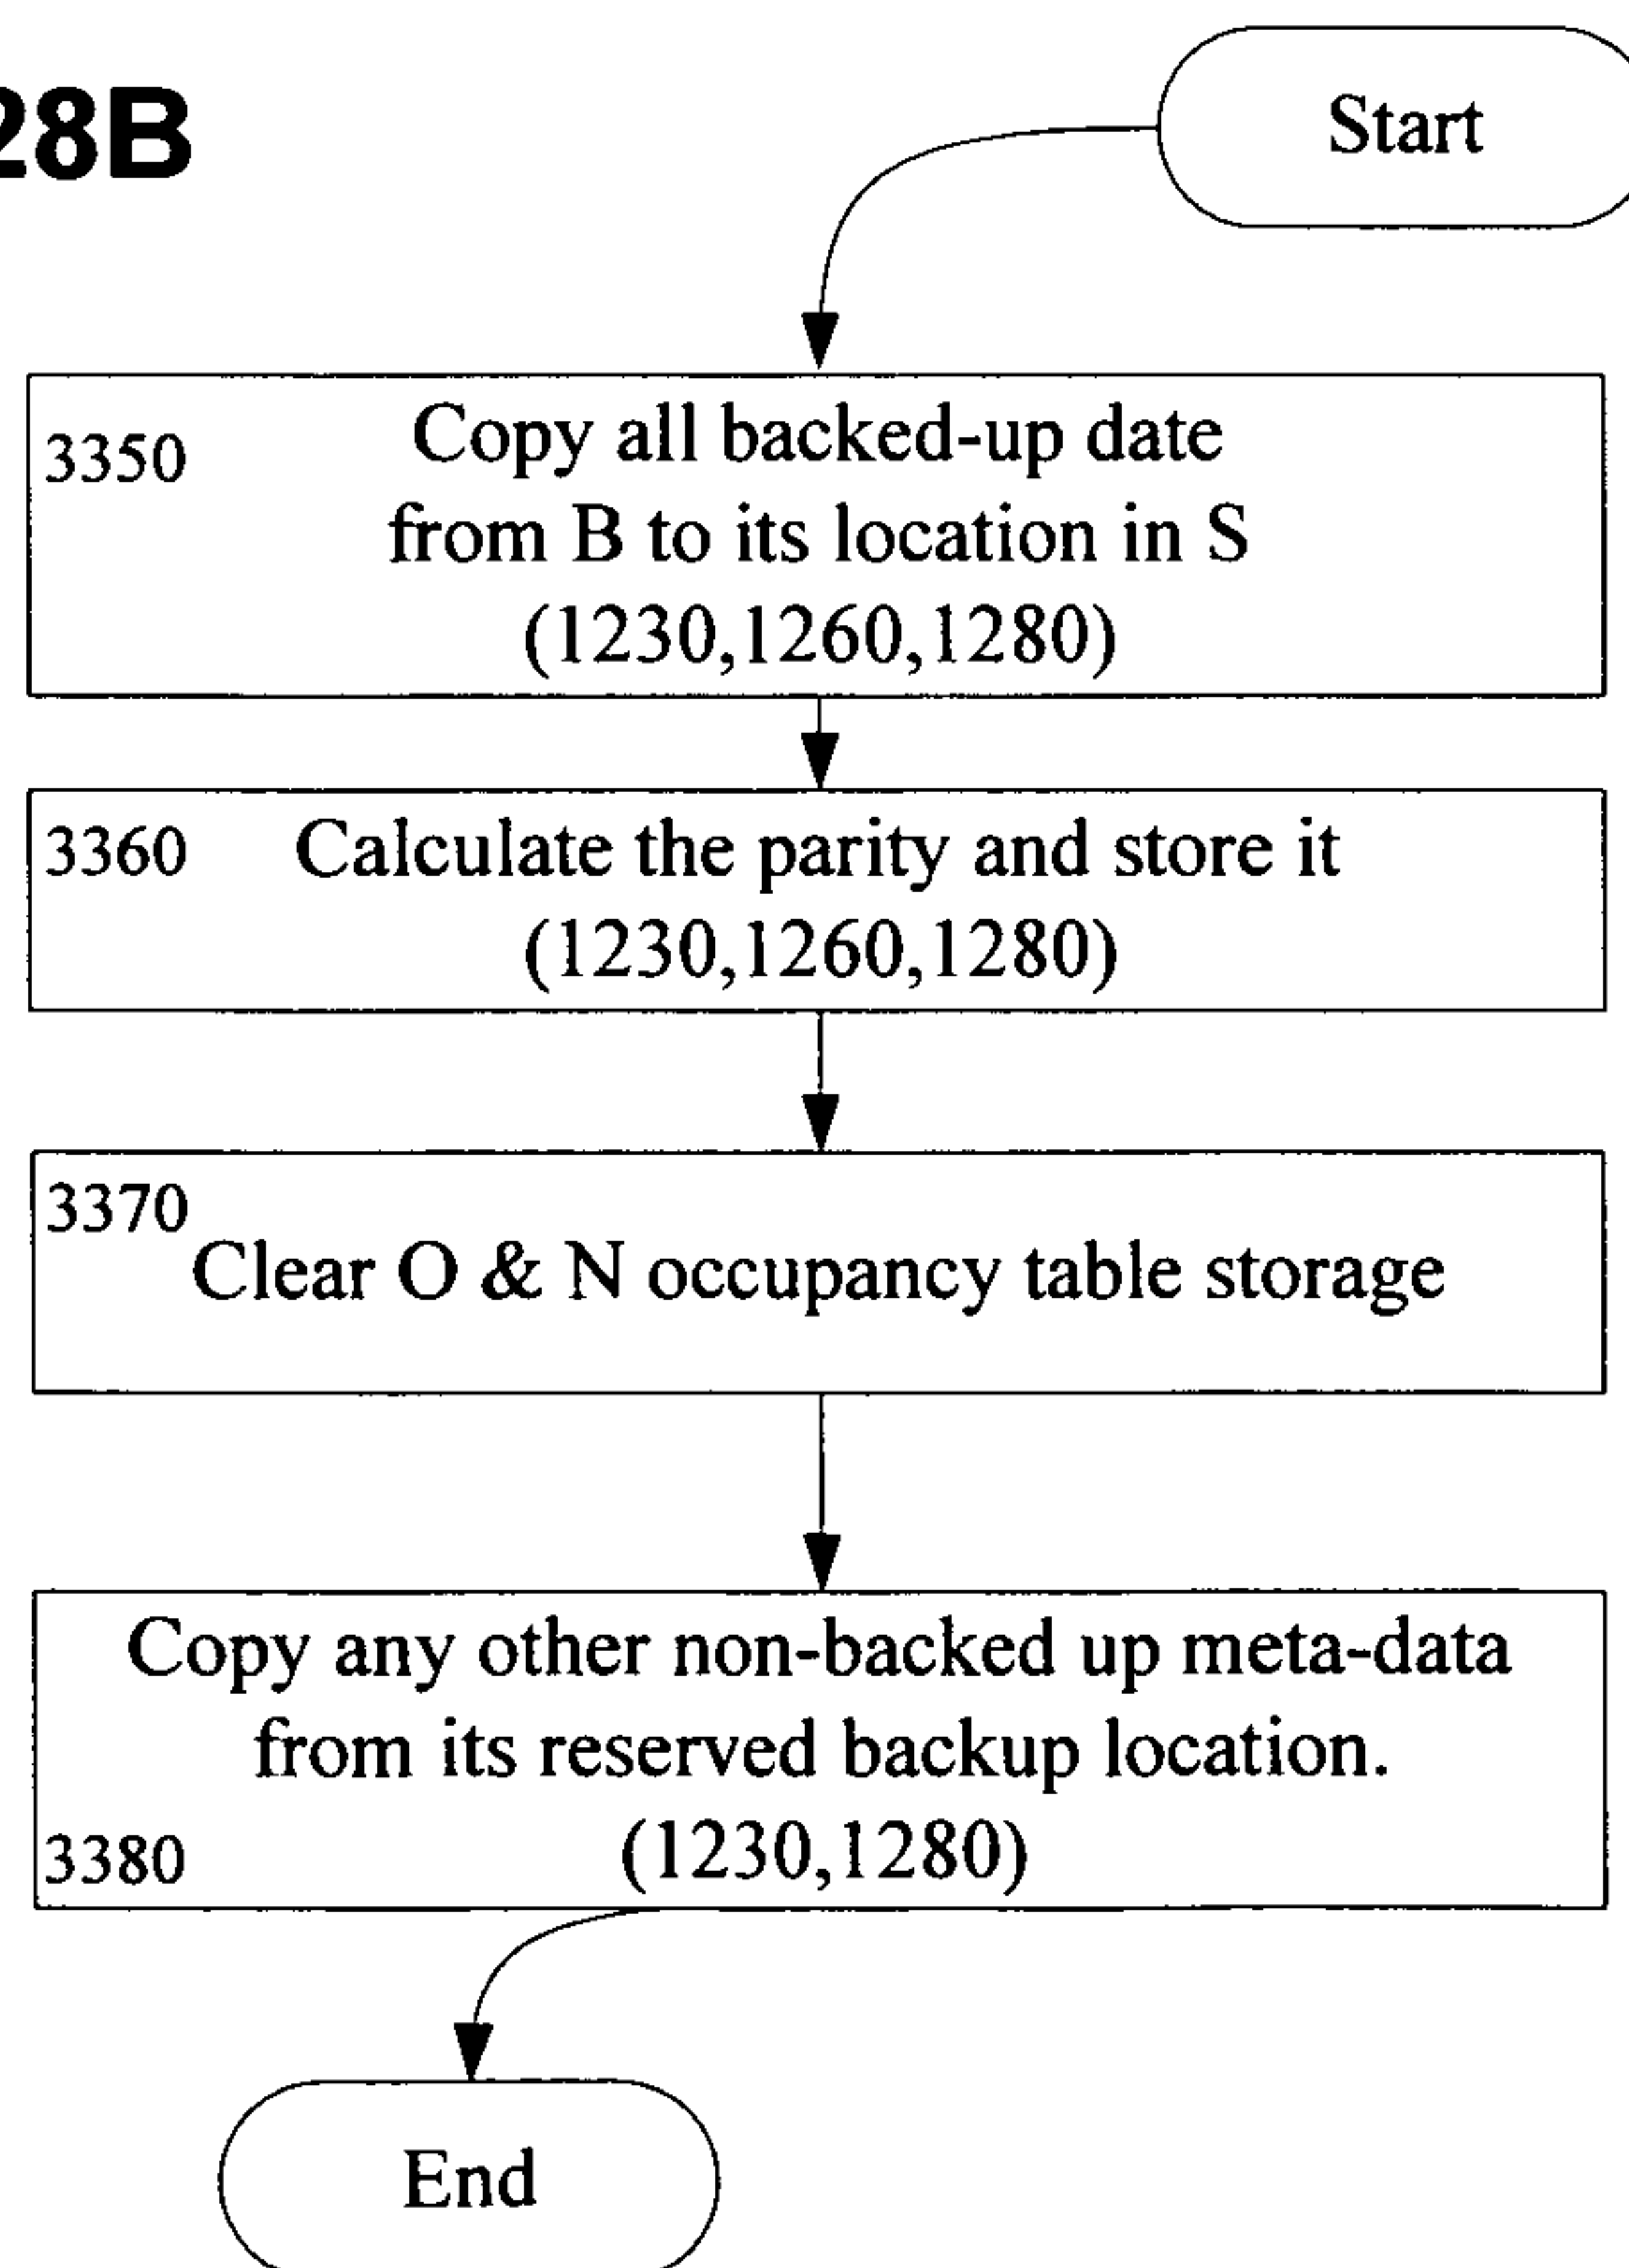 28B
Start
3350
Copy all backed-up date
from B to its location in S
(1230,1260,1280)
3360
Calculate the parity and store it
(1230,1260,1280)
3370
Clear O & N occupancy table storage
Copy any other non-backed up meta-data
from its reserved backup location.
3380
(1230,1280)
End